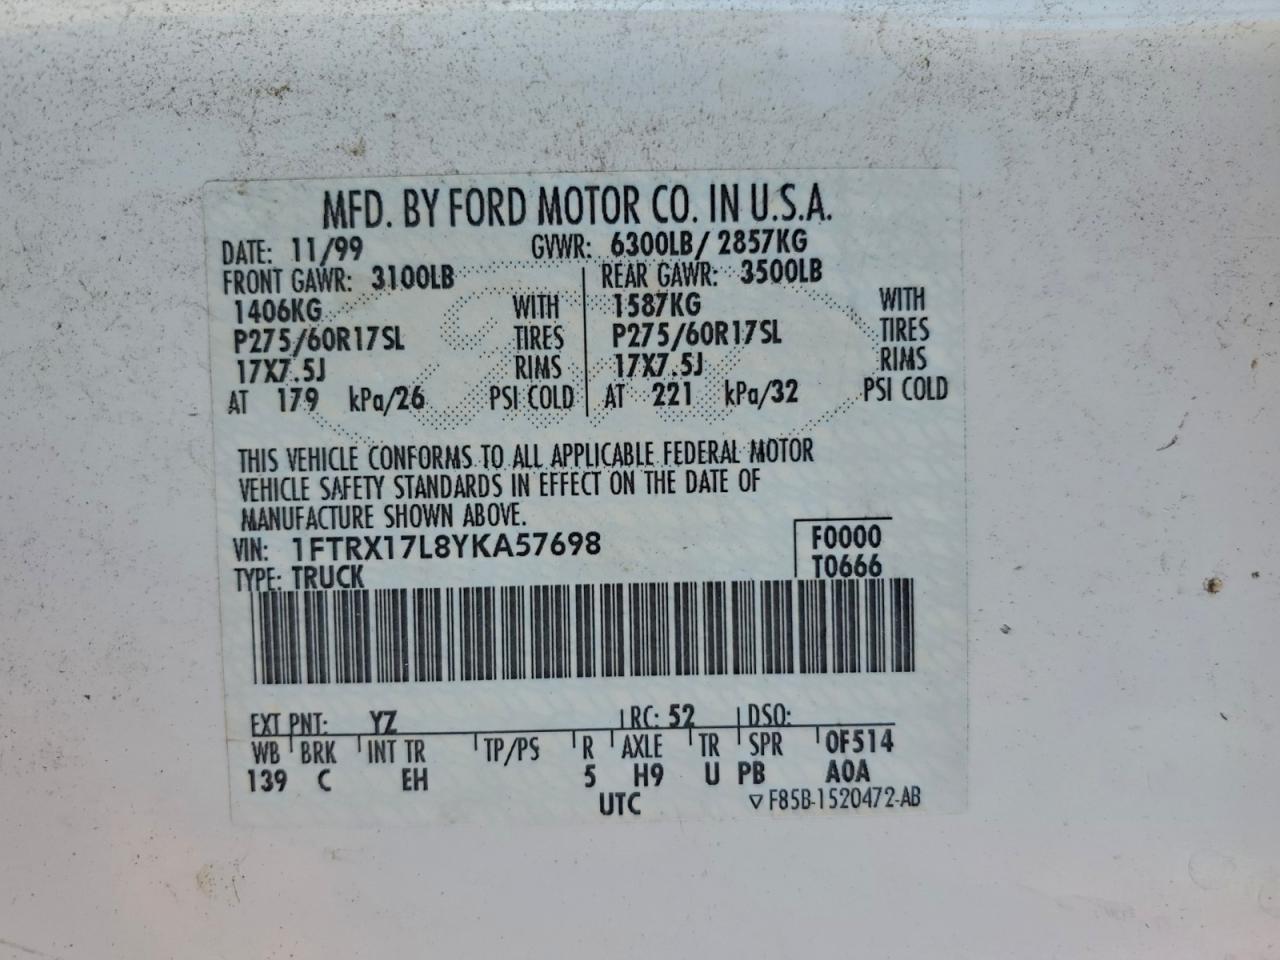 MFD. BY FORD MOTOR CO. IN U.S.A.
DATE: 11/99 GVWR: 6300LB/ 2857KG
FRONT GAWR: 3100LB REAR GAWR: 3500LB
1406KG WITH 1587KG WITH
P275/60R17SL TIRES P275/60R17SL TIRES
17X7.5J RIMS 17X7.5J RIMS
AT 179 kPa/26 PSI COLD AT 221 kPa/32 PSI COLD
THIS VEHICLE CONFORMS TO ALL APPLICABLE FEDERAL MOTOR
VEHICLE SAFETY STANDARDS IN EFFECT ON THE DATE OF
MANUFACTURE SHOWN ABOVE.
VIN: 1FTRX17L8YKA57698 F0000
TYPE: TRUCK T0666
EXT PNT: YZ RC: 52 DSO:
WB BRK INT TR TP/PS R AXLE TR SPR 0F514
139 C EH 5 H9 U PB A0A
UTC ▽ F85B-1520472-AB